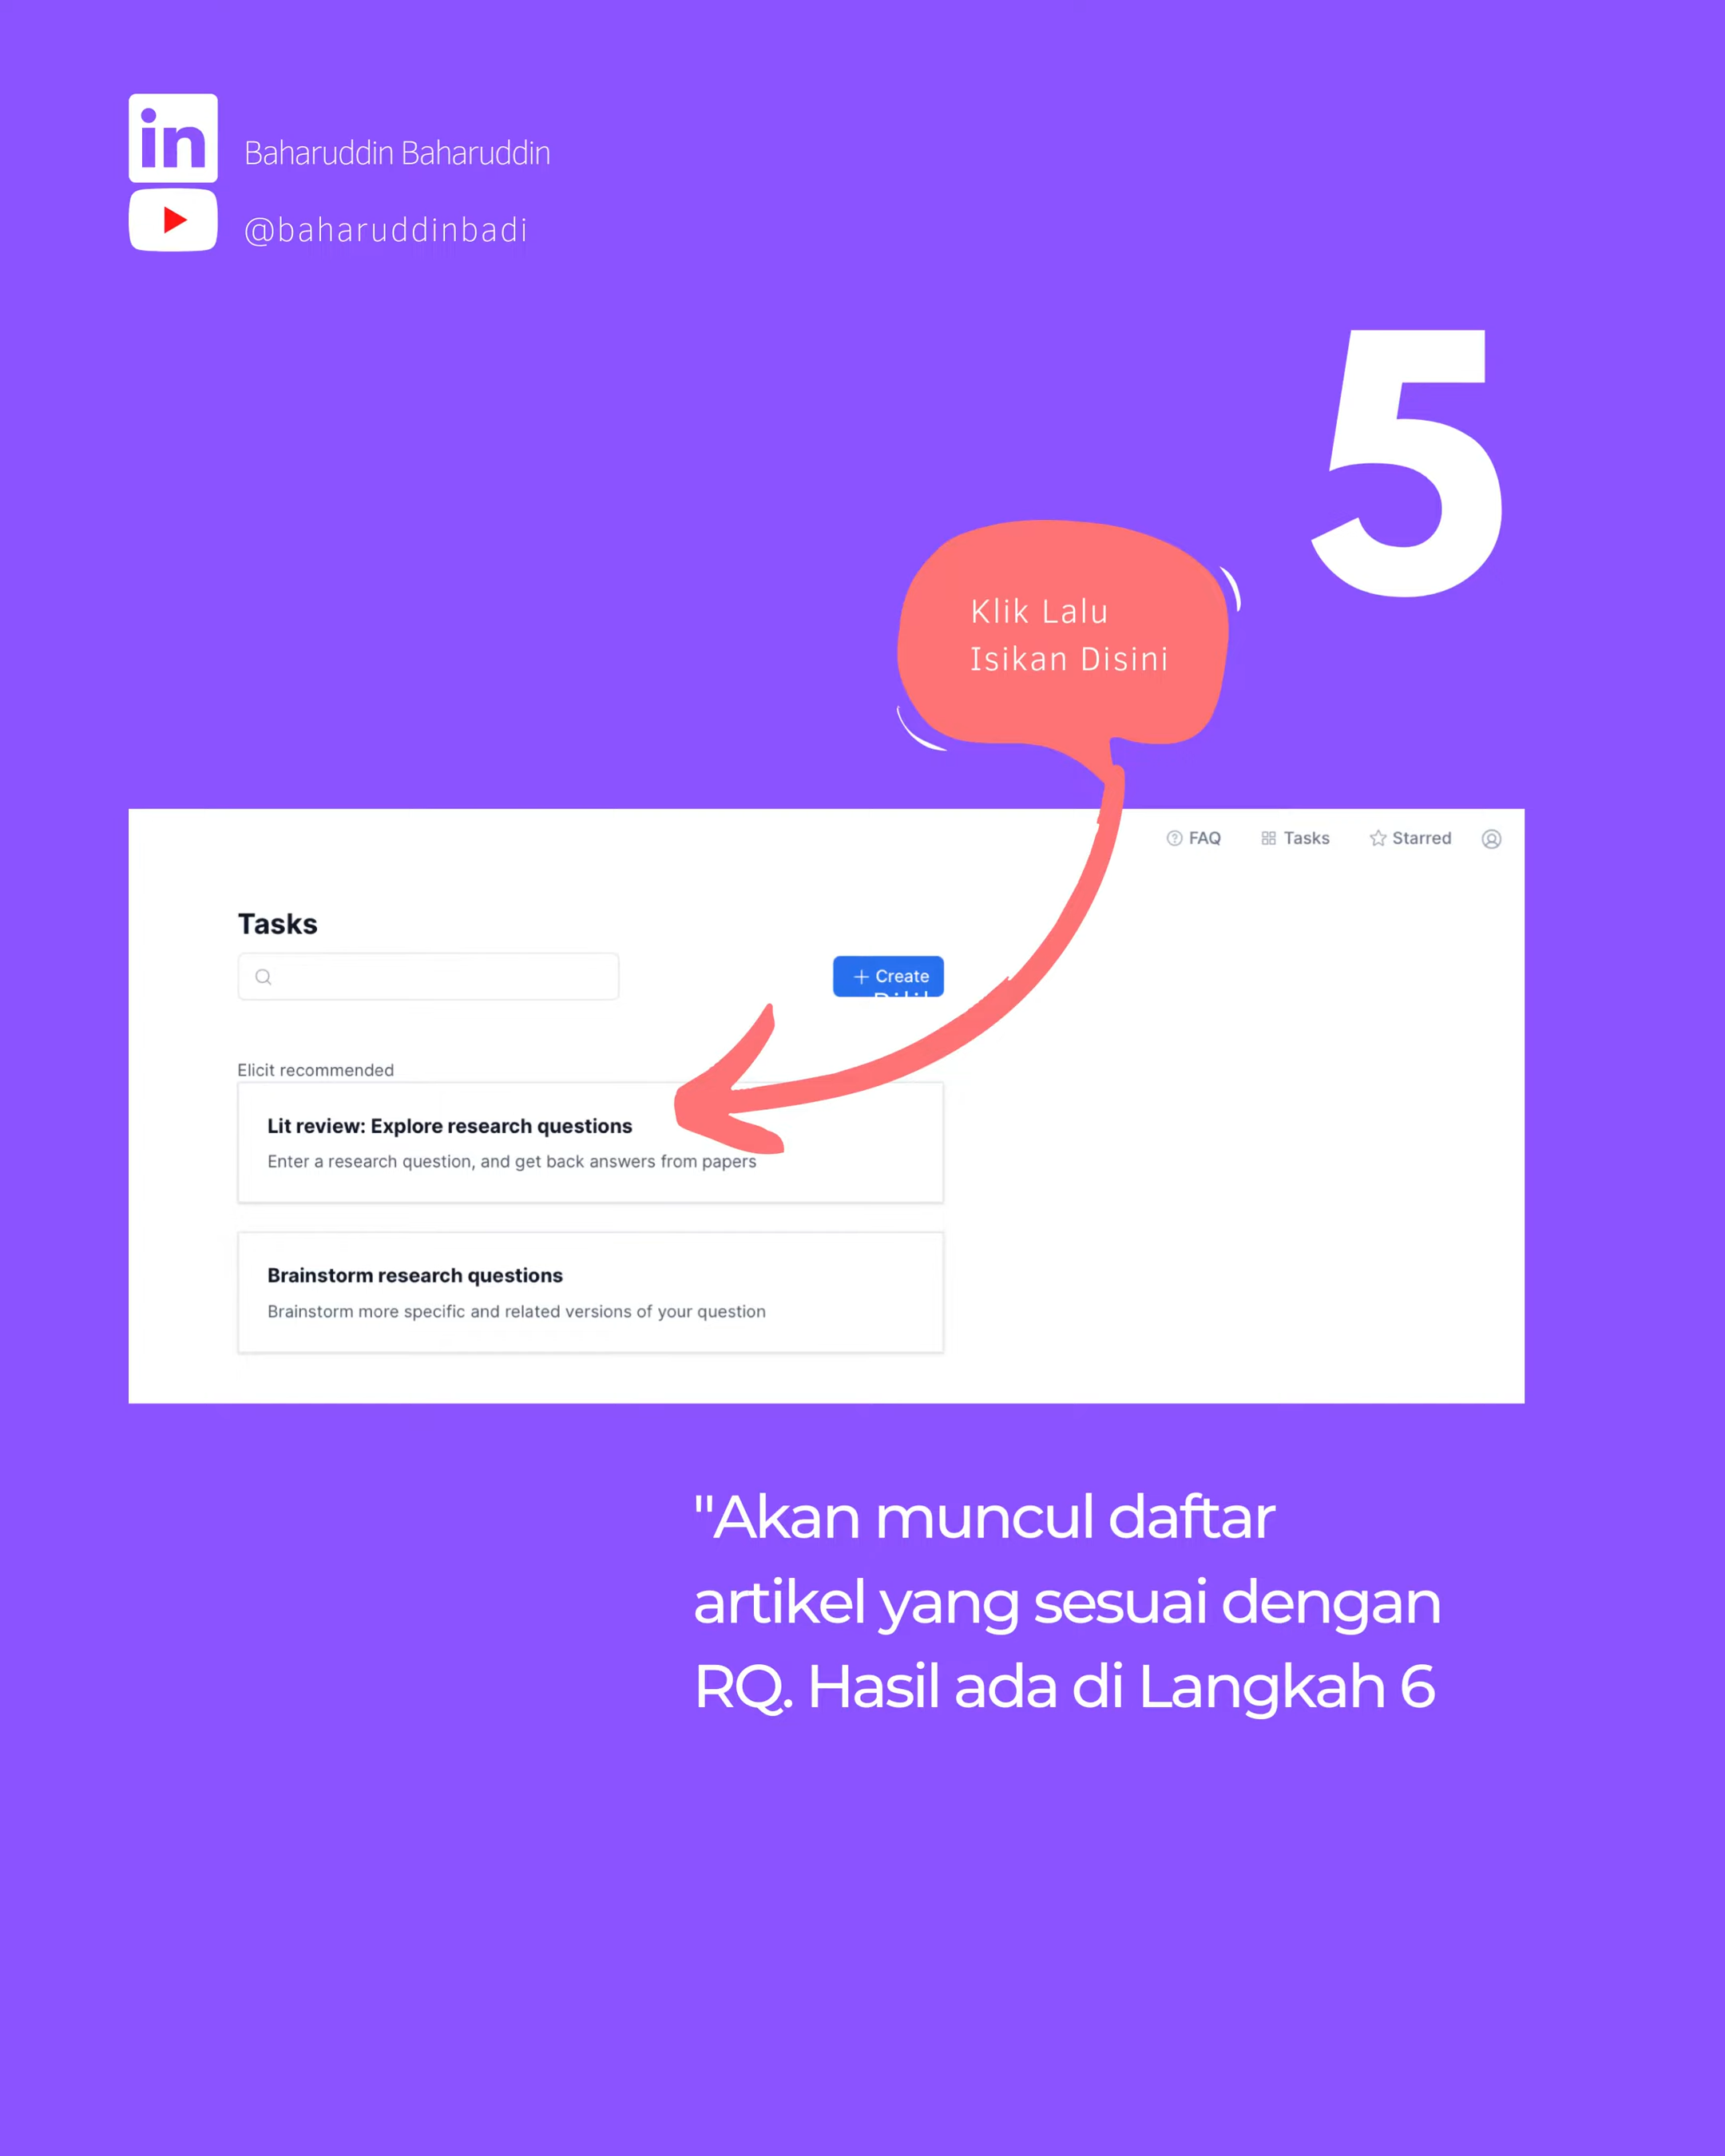 in
Baharuddin Baharuddin
@baharuddinbadi
5
Klik Lalu
Isikan Disini
FAQ
Tasks
Starred
Tasks
+ Create
Elicit recommended
Lit review: Explore research questions
Enter a research question, and get back answers from papers
Brainstorm research questions
Brainstorm more specific and related versions of your question
"Akan muncul daftar
artikel yang sesuai dengan
RQ. Hasil ada di Langkah 6